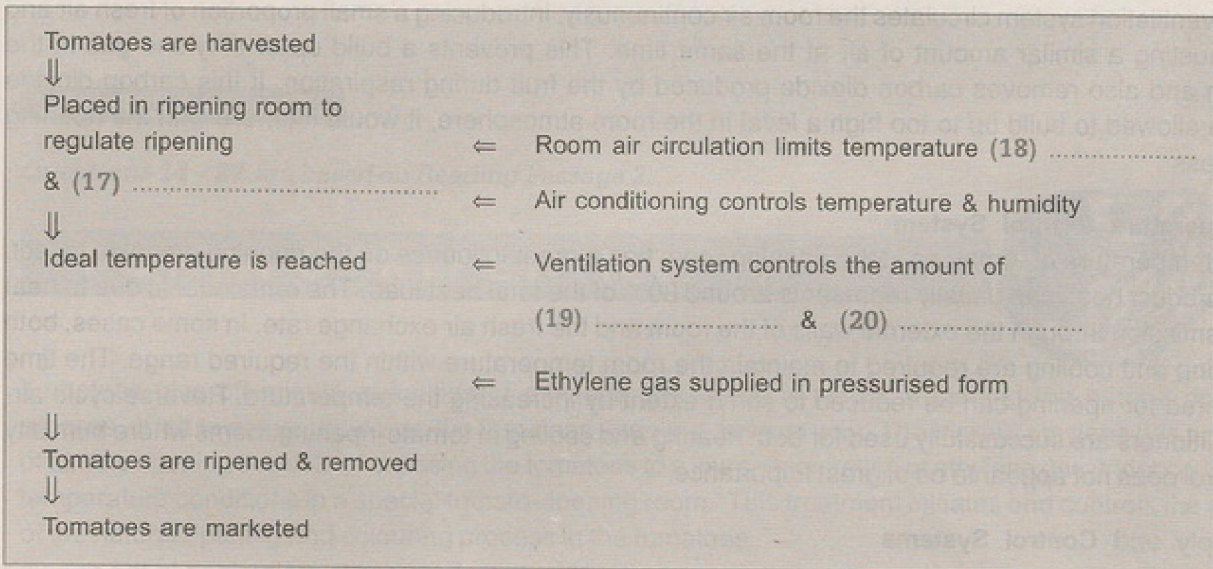 Tomatoes are harvested
⇓
Placed in ripening room to
regulate ripening ⇐ Room air circulation limits temperature (18) ....................
& (17) ........................................
⇐ Air conditioning controls temperature & humidity
⇓
Ideal temperature is reached ⇐ Ventilation system controls the amount of
(19) .............................. & (20) ..............................
⇐ Ethylene gas supplied in pressurised form
⇓
Tomatoes are ripened & removed
⇓
Tomatoes are marketed